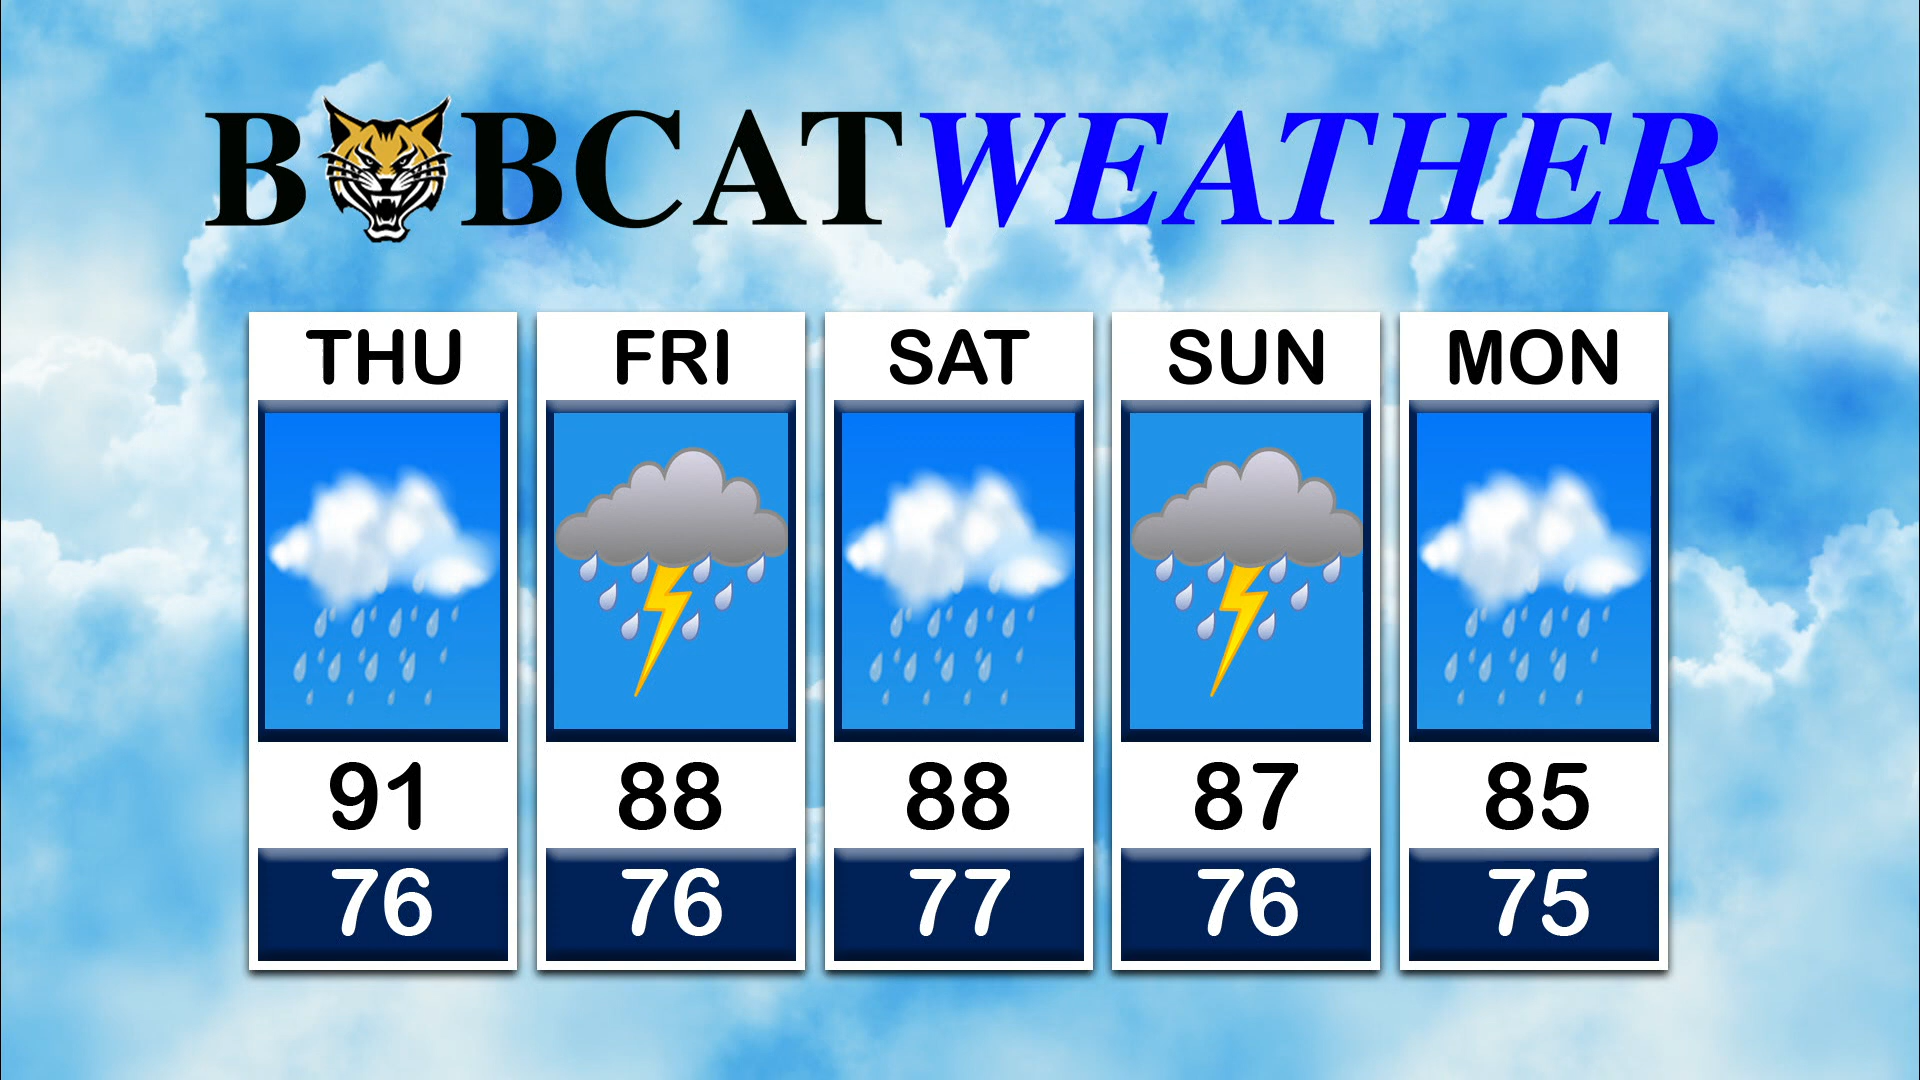 BOBCAT WEATHER
THU FRI SAT SUN MON
91 88 88 87 85
76 76 77 76 75